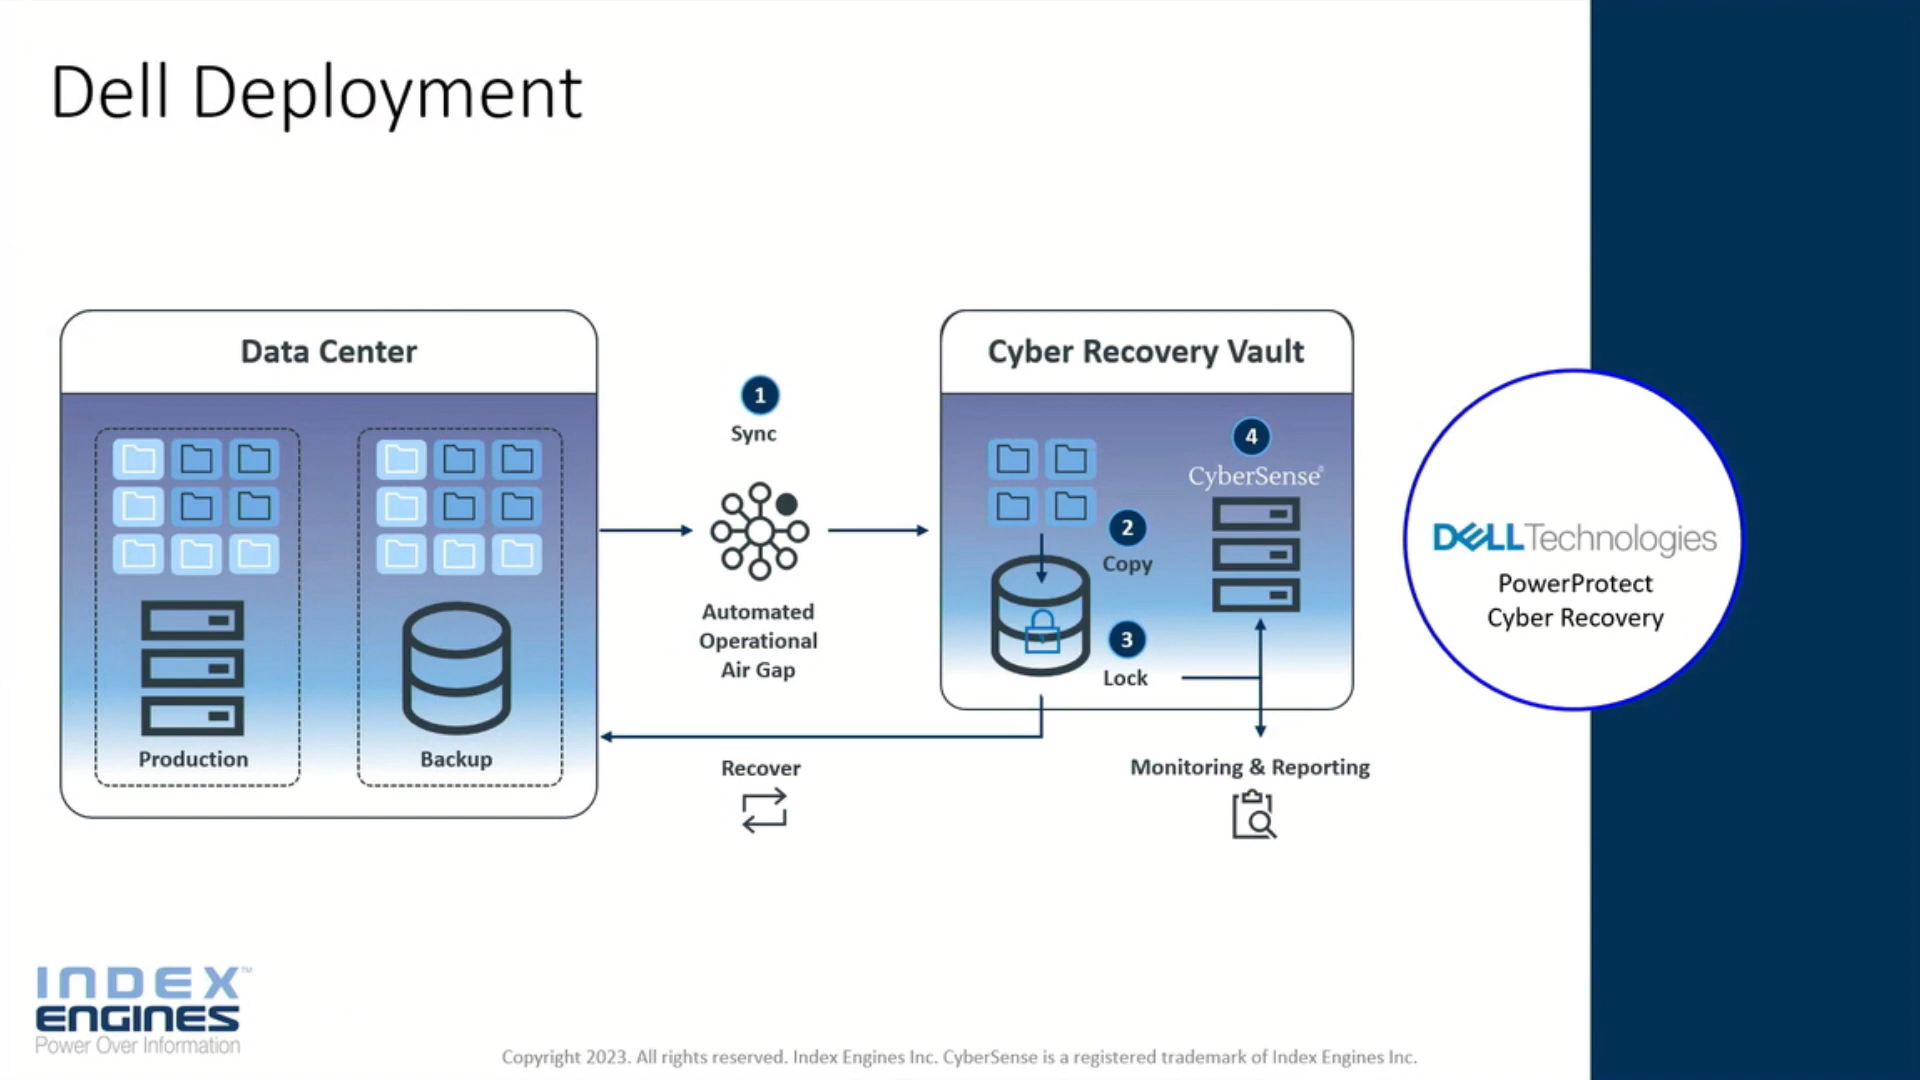 Dell Deployment
Data Center
Production
Backup
1
Sync
Automated
Operational
Air Gap
Cyber Recovery Vault
2
Copy
3
Lock
4
CyberSense®
Recover
Monitoring & Reporting
DELLTechnologies
PowerProtect
Cyber Recovery
INDEX™
ENGINES
Power Over Information
Copyright 2023. All rights reserved. Index Engines Inc. CyberSense is a registered trademark of Index Engines Inc.